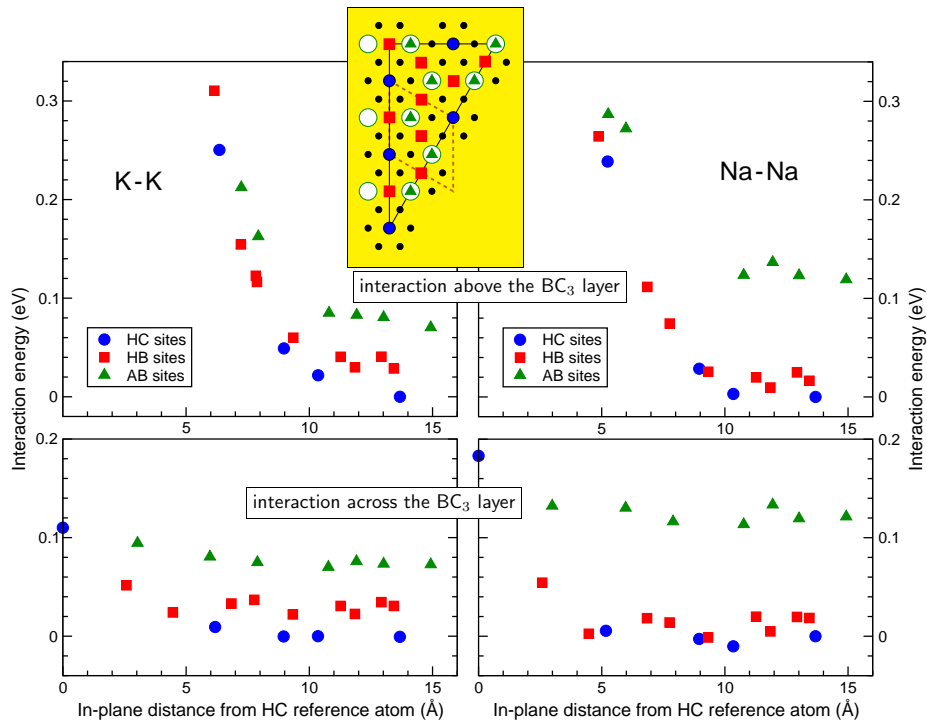 K-K
Na-Na
interaction above the BC3 layer
HC sites
HB sites
AB sites
HC sites
HB sites
AB sites
Interaction energy (eV)
Interaction energy (eV)
0.3
0.2
0.1
0
0.3
0.2
0.1
0
5
10
15
5
10
15
interaction across the BC3 layer
0.2
0.1
0
0.2
0.1
0
0
5
10
15
0
5
10
15
In-plane distance from HC reference atom (Å)
In-plane distance from HC reference atom (Å)